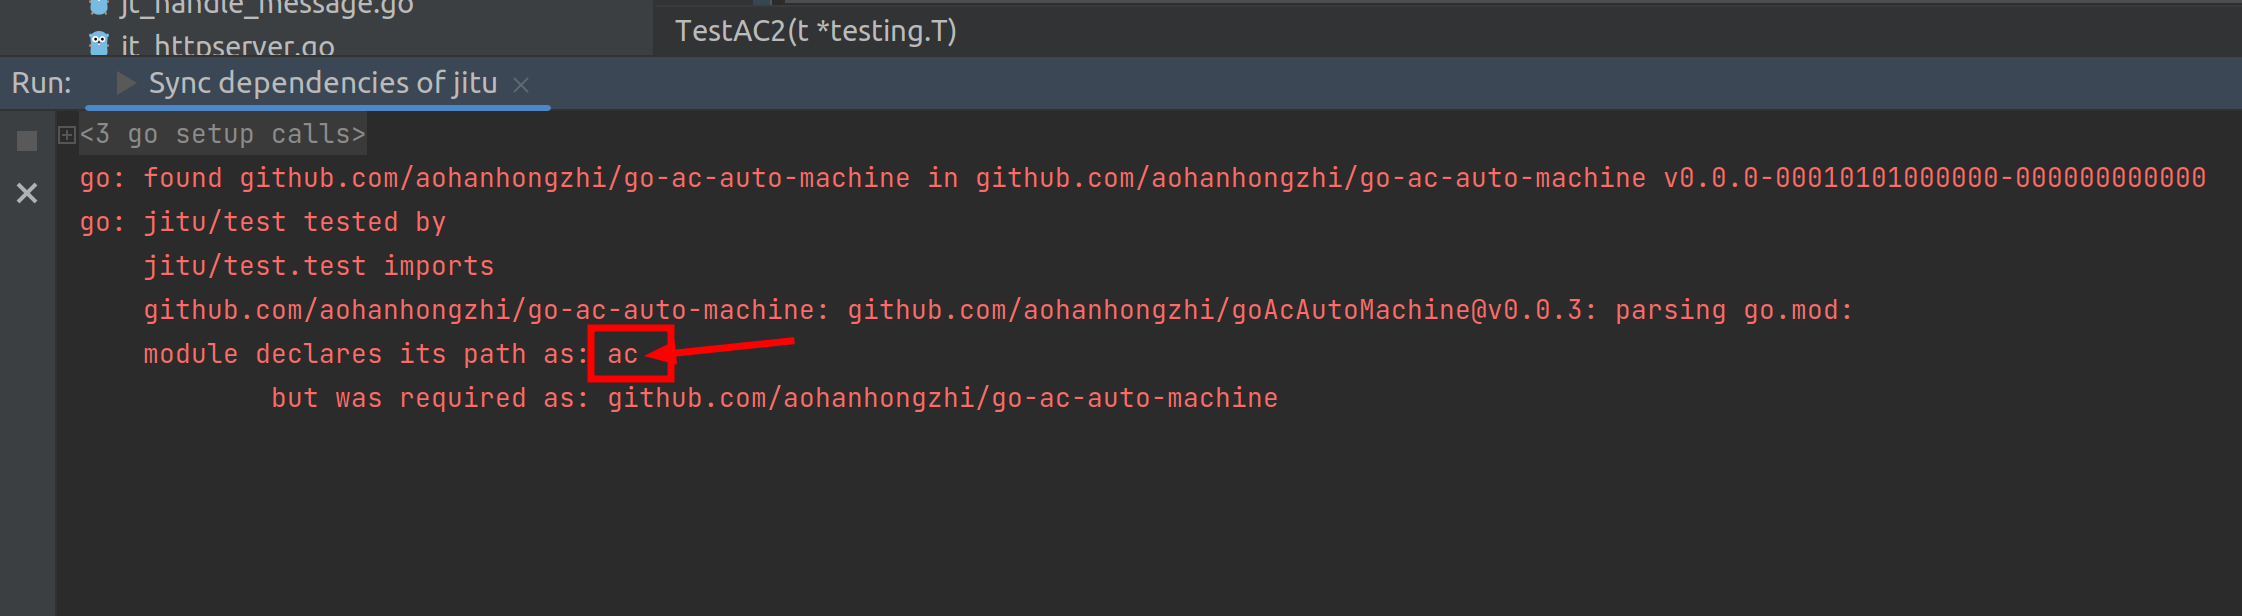 jt_handle_message.go
jt_httpserver.go
TestAC2(t *testing.T)
Run: Sync dependencies of jitu
<3 go setup calls>
go: found github.com/aohanhongzhi/go-ac-auto-machine in github.com/aohanhongzhi/go-ac-auto-machine v0.0.0-00010101000000-000000000000
go: jitu/test tested by
jitu/test.test imports
github.com/aohanhongzhi/go-ac-auto-machine: github.com/aohanhongzhi/goAcAutoMachine@v0.0.3: parsing go.mod:
module declares its path as: ac
but was required as: github.com/aohanhongzhi/go-ac-auto-machine